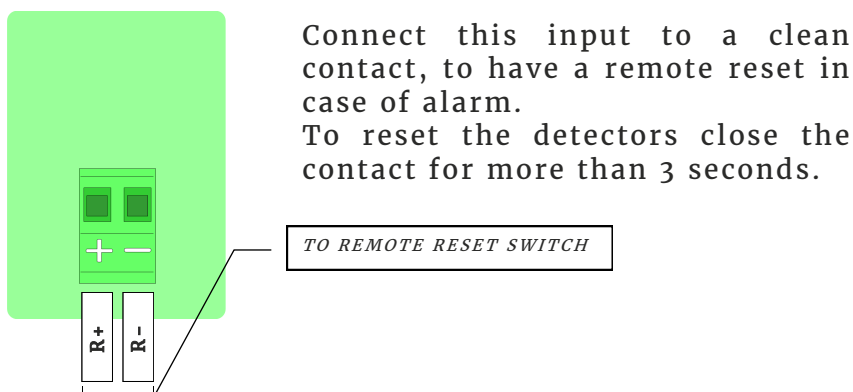 Connect this input to a clean
contact, to have a remote reset in
case of alarm.
To reset the detectors close the
contact for more than 3 seconds.
TO REMOTE RESET SWITCH
+ −
R+
R-